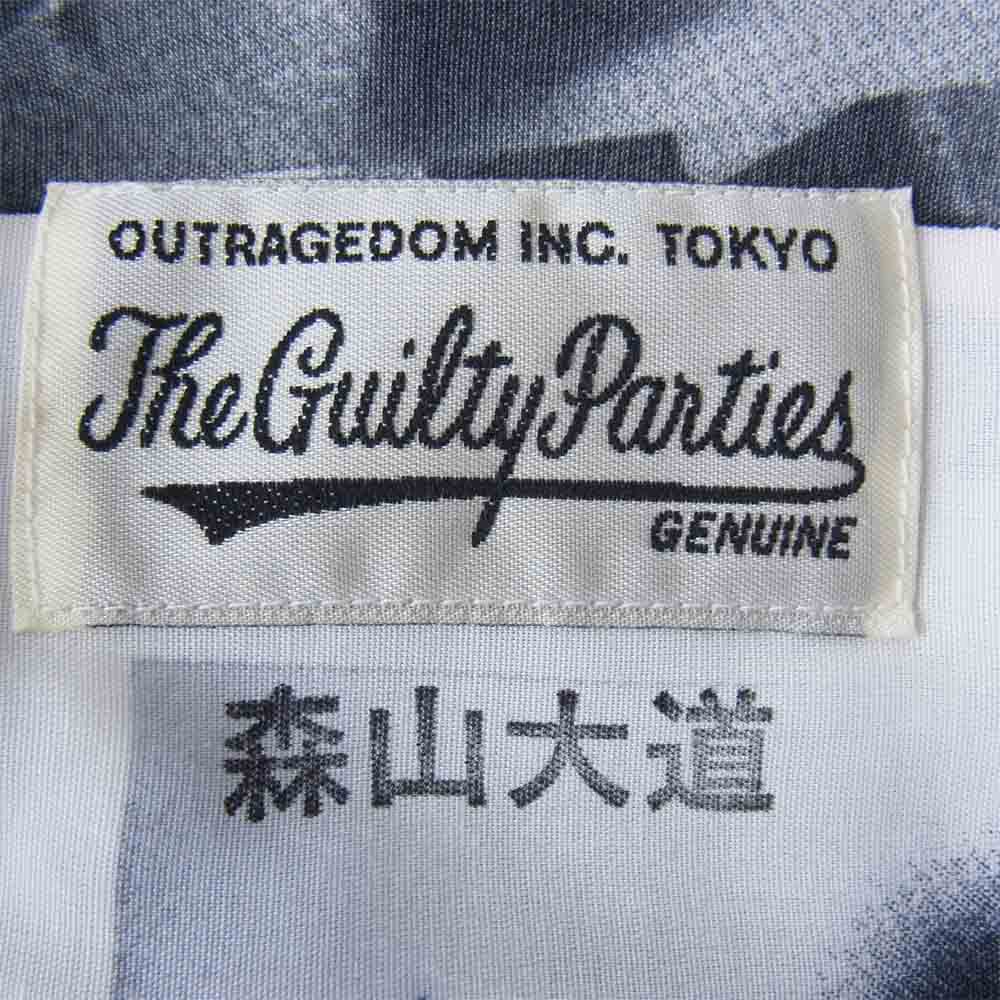 OUTRAGEDOM INC. TOKYO
The Guilty Parties
GENUINE
森山大道